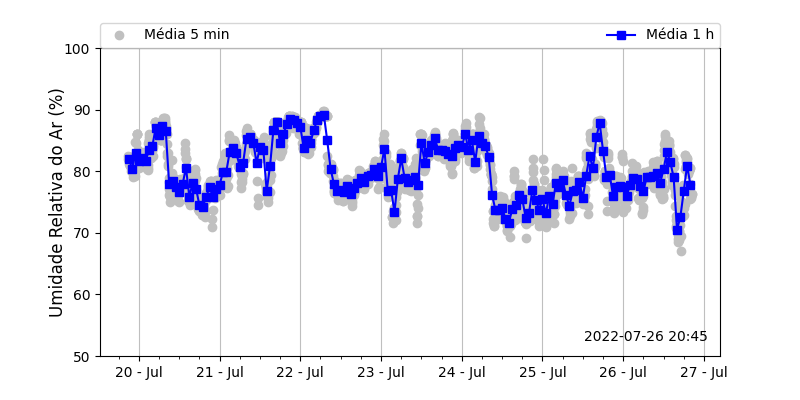 Média 5 min Média 1 h
Umidade Relativa do Ar (%)
100
90
80
70
60
50
2022-07-26 20:45
20 - Jul 21 - Jul 22 - Jul 23 - Jul 24 - Jul 25 - Jul 26 - Jul 27 - Jul